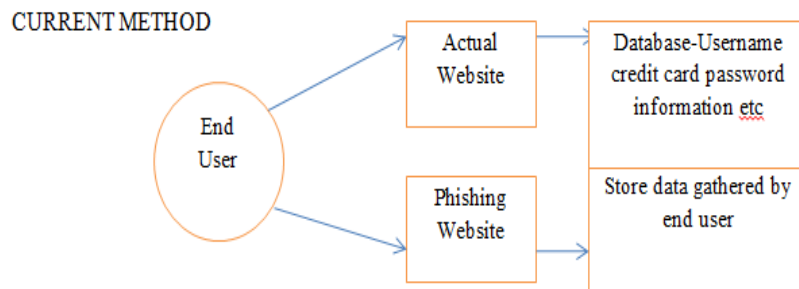 CURRENT METHOD
End
User
Actual
Website
Database-Username
credit card password
information etc
Phishing
Website
Store data gathered by
end user